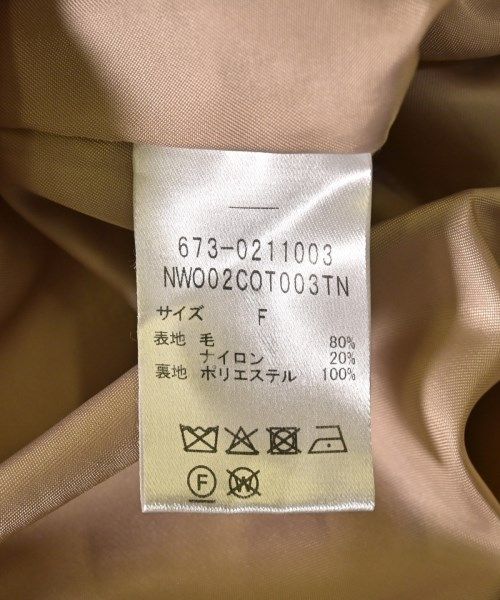 673-0211003
NW002COT003TN
サイズ F
表地 毛 80%
ナイロン 20%
裏地 ポリエステル 100%
F W